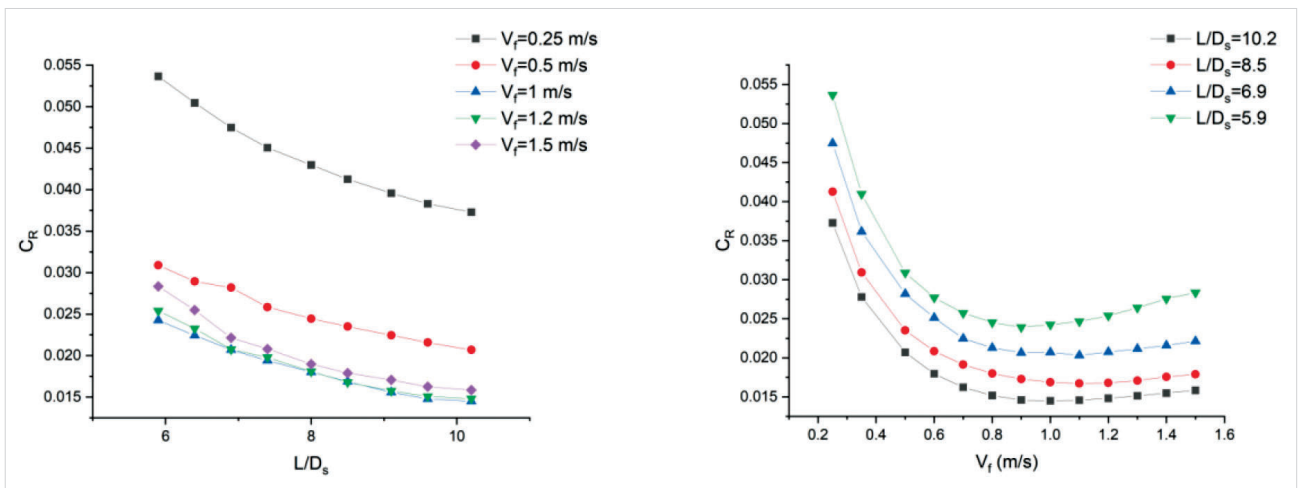 V_f=0.25 m/s
V_f=0.5 m/s
V_f=1 m/s
V_f=1.2 m/s
V_f=1.5 m/s
0.055
0.050
0.045
0.040
0.035
0.030
0.025
0.020
0.015
C_R
6 8 10
L/D_s
L/D_s=10.2
L/D_s=8.5
L/D_s=6.9
L/D_s=5.9
0.055
0.050
0.045
0.040
0.035
0.030
0.025
0.020
0.015
C_R
0.2 0.4 0.6 0.8 1.0 1.2 1.4 1.6
V_f (m/s)